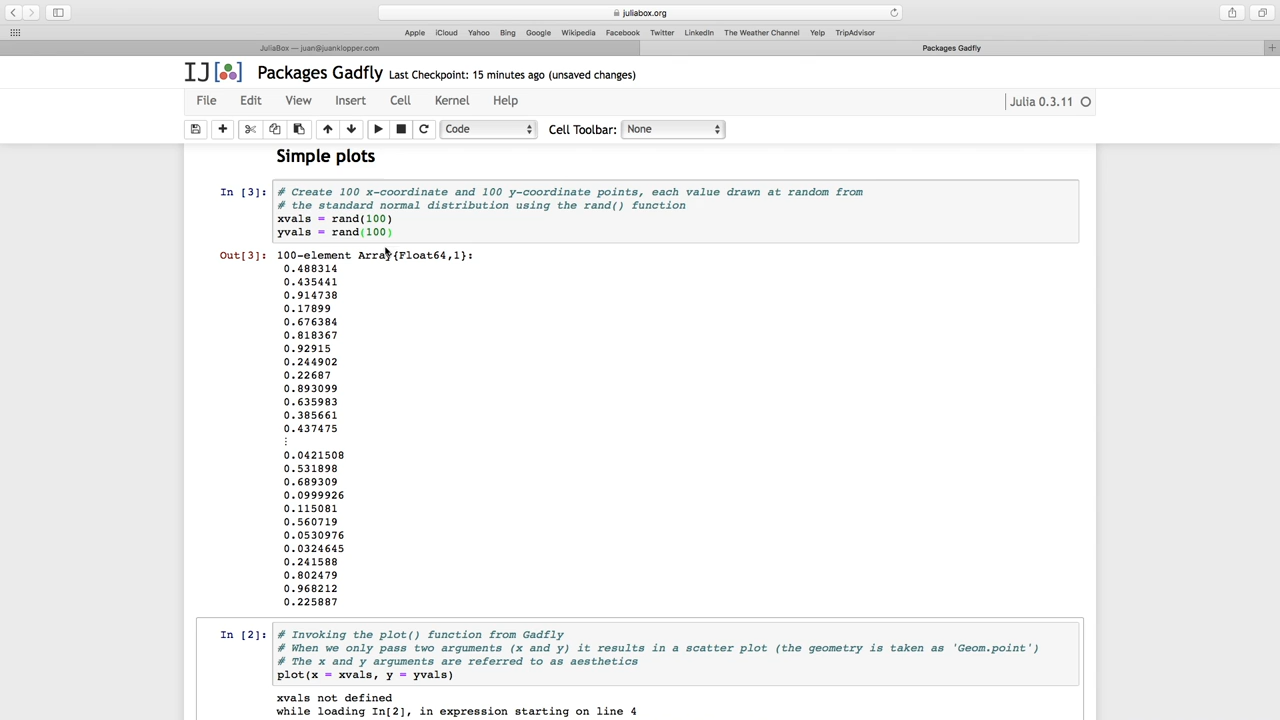 juliabox.org
Apple iCloud Yahoo Bing Google Wikipedia Facebook Twitter LinkedIn The Weather Channel Yelp TripAdvisor
JuliaBox — juan@juanklopper.com Packages Gadfly
IJ[ ] Packages Gadfly Last Checkpoint: 15 minutes ago (unsaved changes)
File Edit View Insert Cell Kernel Help Julia 0.3.11
Code Cell Toolbar: None
Simple plots
In [3]: # Create 100 x-coordinate and 100 y-coordinate points, each value drawn at random from
# the standard normal distribution using the rand() function
xvals = rand(100)
yvals = rand(100)
Out[3]: 100-element Array{Float64,1}:
0.488314
0.435441
0.914738
0.17899
0.676384
0.818367
0.92915
0.244902
0.22687
0.893099
0.635983
0.385661
0.437475
⋮
0.0421508
0.531898
0.689309
0.0999926
0.115081
0.560719
0.0530976
0.0324645
0.241588
0.802479
0.968212
0.225887
In [2]: # Invoking the plot() function from Gadfly
# When we only pass two arguments (x and y) it results in a scatter plot (the geometry is taken as 'Geom.point')
# The x and y arguments are referred to as aesthetics
plot(x = xvals, y = yvals)
xvals not defined
while loading In[2], in expression starting on line 4